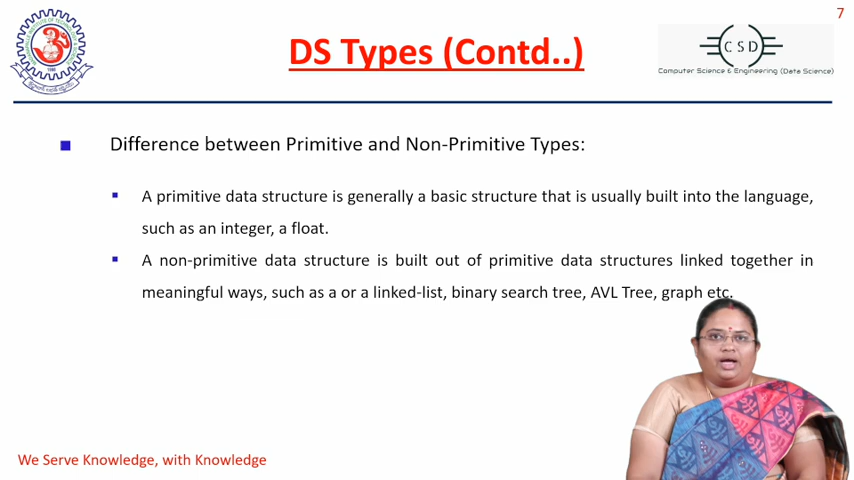 7
DS Types (Contd..)
C S D
Computer Science & Engineering (Data Science)
Difference between Primitive and Non-Primitive Types:
A primitive data structure is generally a basic structure that is usually built into the language,
such as an integer, a float.
A non-primitive data structure is built out of primitive data structures linked together in
meaningful ways, such as a or a linked-list, binary search tree, AVL Tree, graph etc.
We Serve Knowledge, with Knowledge